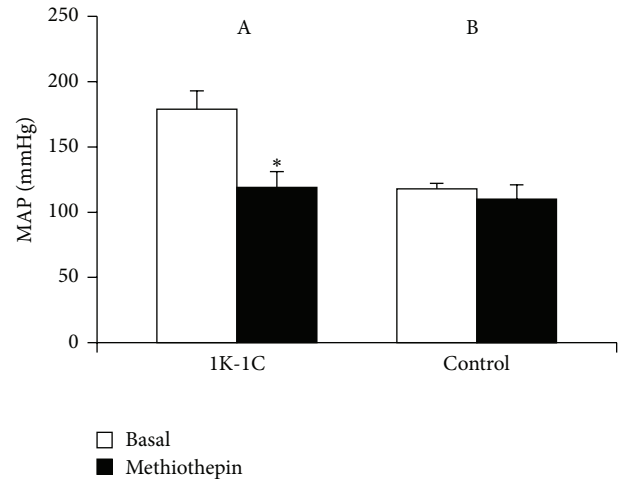 A B
250
200
150
100
50
0
MAP (mmHg)
*
1K-1C Control
Basal
Methiothepin